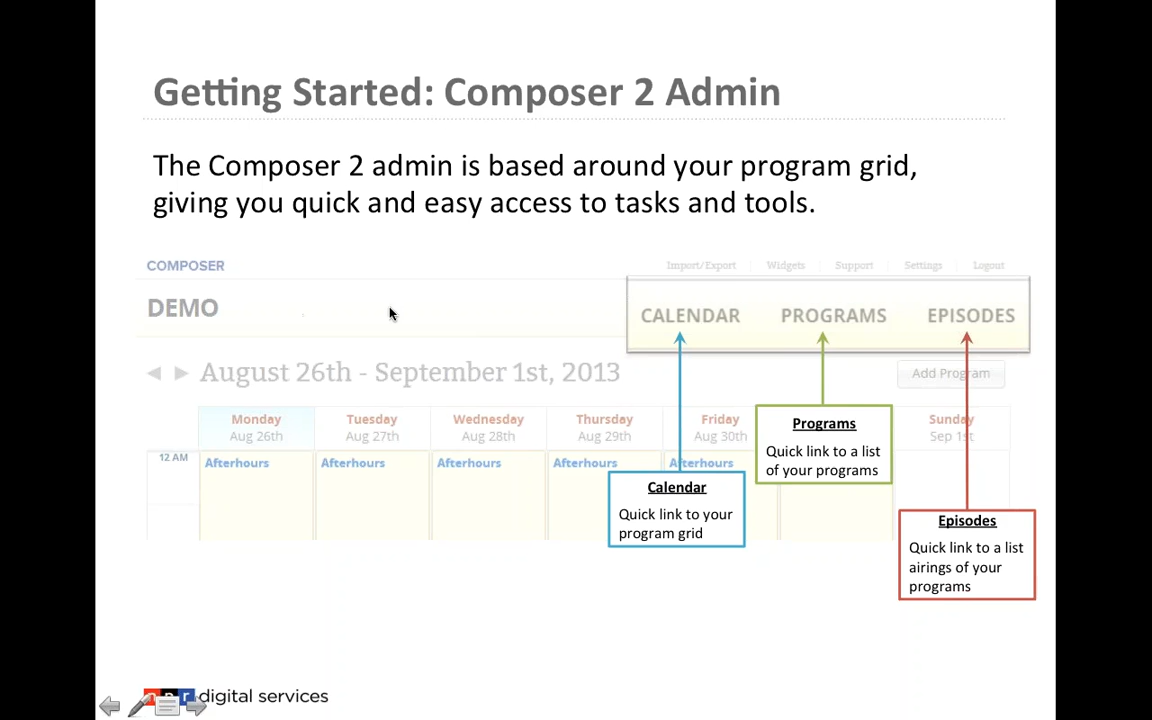 Getting Started: Composer 2 Admin
The Composer 2 admin is based around your program grid,
giving you quick and easy access to tasks and tools.
COMPOSER
Import/Export Widgets Support Settings Logout
DEMO
CALENDAR PROGRAMS EPISODES
August 26th - September 1st, 2013
Add Program
Monday Tuesday Wednesday Thursday Friday Sunday
Aug 26th Aug 27th Aug 28th Aug 29th Aug 30th Sep 1st
12 AM
Afterhours Afterhours Afterhours Afterhours Afterhours
Programs
Quick link to a list
of your programs
Calendar
Quick link to your
program grid
Episodes
Quick link to a list
airings of your
programs
digital services